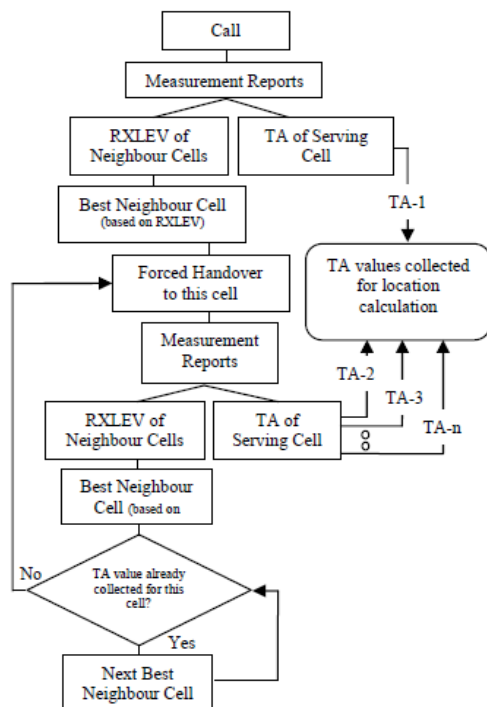 Call
Measurement Reports
RXLEV of
Neighbour Cells
TA of Serving
Cell
TA-1
Best Neighbour Cell
(based on RXLEV)
TA values collected
for location
calculation
Forced Handover
to this cell
Measurement
Reports
TA-2
TA-3
TA-n
RXLEV of
Neighbour Cells
TA of
Serving Cell
Best Neighbour
Cell (based on
No
TA value already
collected for this
cell?
Yes
Next Best
Neighbour Cell